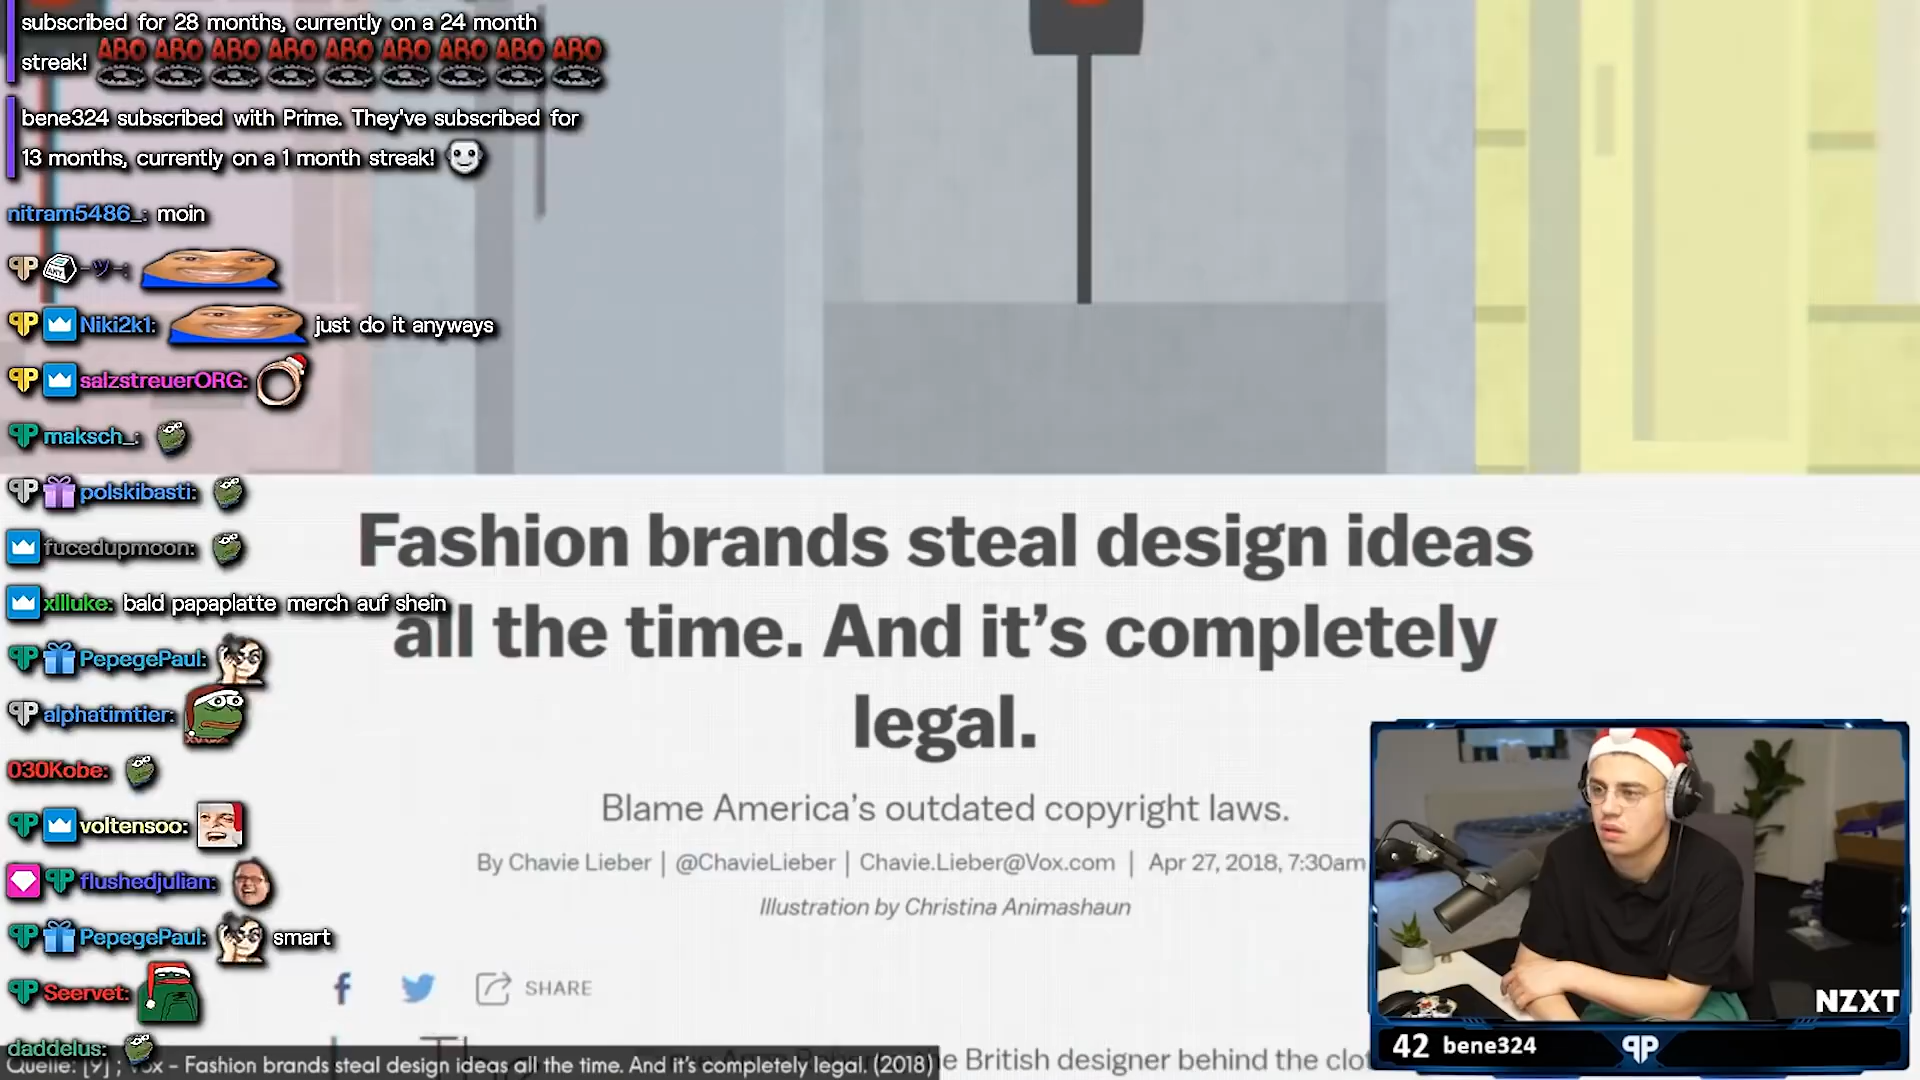 subscribed for 28 months, currently on a 24 month
streak! ABO ABO ABO ABO ABO ABO ABO ABO ABO
bene324 subscribed with Prime. They've subscribed for
13 months, currently on a 1 month streak!
nitram5486_: moin
-ツ-:
Niki2k1: just do it anyways
salzstreuerORG:
maksch_:
polskibasti:
fucedupmoon:
xllluke: bald papaplatte merch auf shein
PepegePaul:
alphatimtier:
030Kobe:
voltensoo:
flushedjulian:
PepegePaul: smart
Seervet:
daddelus:
Fashion brands steal design ideas
all the time. And it's completely
legal.
Blame America's outdated copyright laws.
By Chavie Lieber | @ChavieLieber | Chavie.Lieber@Vox.com | Apr 27, 2018, 7:30am
Illustration by Christina Animashaun
SHARE
British designer behind the
Quelle: [9] ; Vox - Fashion brands steal design ideas all the time. And it's completely legal. (2018)
NZXT
42 bene324